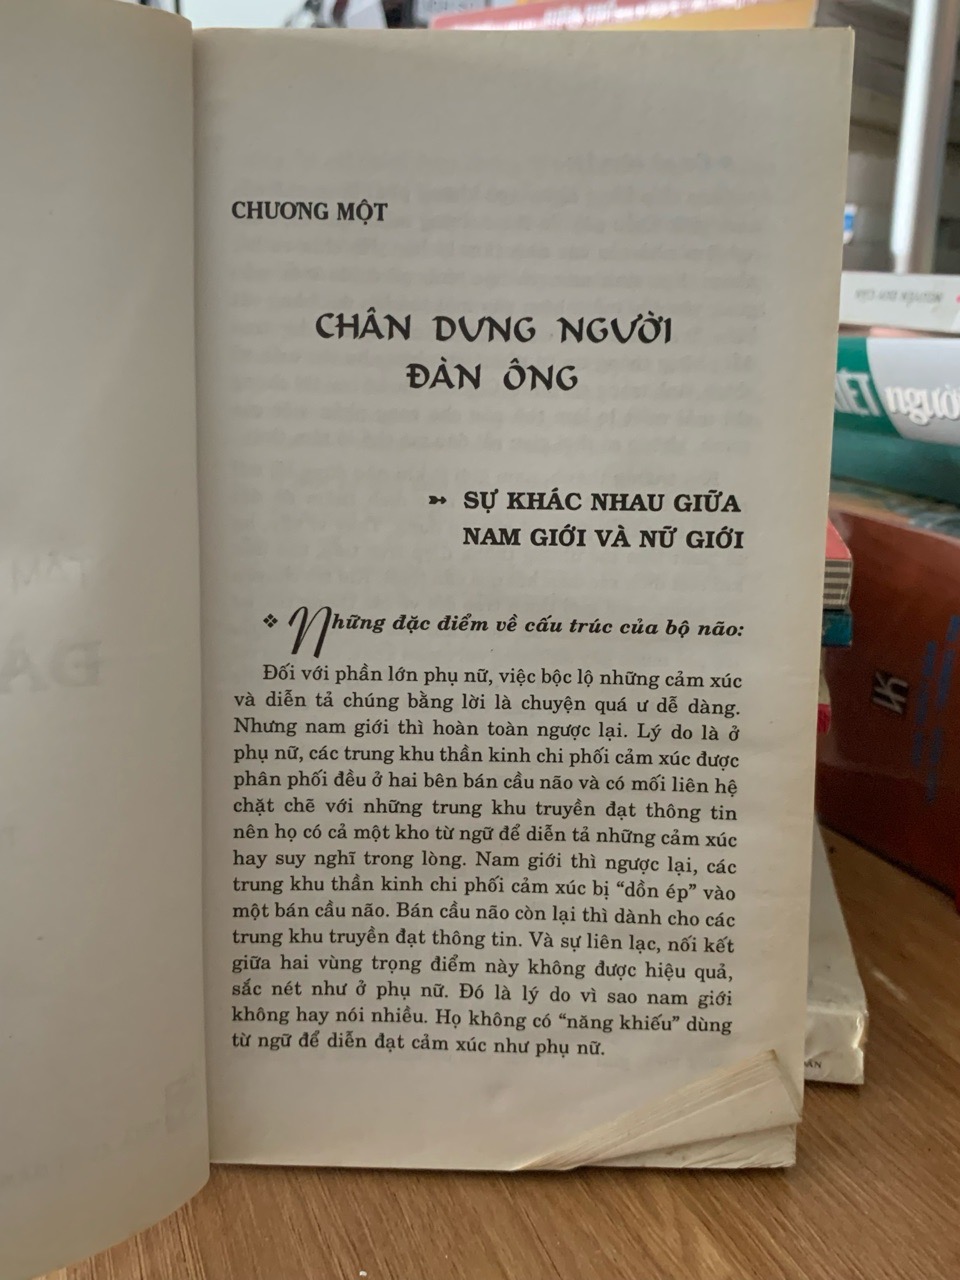 CHƯƠNG MỘT
CHÂN DUNG NGƯỜI
ĐÀN ÔNG
➳ SỰ KHÁC NHAU GIỮA
NAM GIỚI VÀ NỮ GIỚI
❖ Những đặc điểm về cấu trúc của bộ não:
Đối với phần lớn phụ nữ, việc bộc lộ những cảm xúc
và diễn tả chúng bằng lời là chuyện quá ư dễ dàng.
Nhưng nam giới thì hoàn toàn ngược lại. Lý do là ở
phụ nữ, các trung khu thần kinh chi phối cảm xúc được
phân phối đều ở hai bên bán cầu não và có mối liên hệ
chặt chẽ với những trung khu truyền đạt thông tin
nên họ có cả một kho từ ngữ để diễn tả những cảm xúc
hay suy nghĩ trong lòng. Nam giới thì ngược lại, các
trung khu thần kinh chi phối cảm xúc bị “dồn ép” vào
một bán cầu não. Bán cầu não còn lại thì dành cho các
trung khu truyền đạt thông tin. Và sự liên lạc, nối kết
giữa hai vùng trọng điểm này không được hiệu quả,
sắc nét như ở phụ nữ. Đó là lý do vì sao nam giới
không hay nói nhiều. Họ không có “năng khiếu” dùng
từ ngữ để diễn đạt cảm xúc như phụ nữ.
NGUYỄN DUY CẦN
VIỆT người